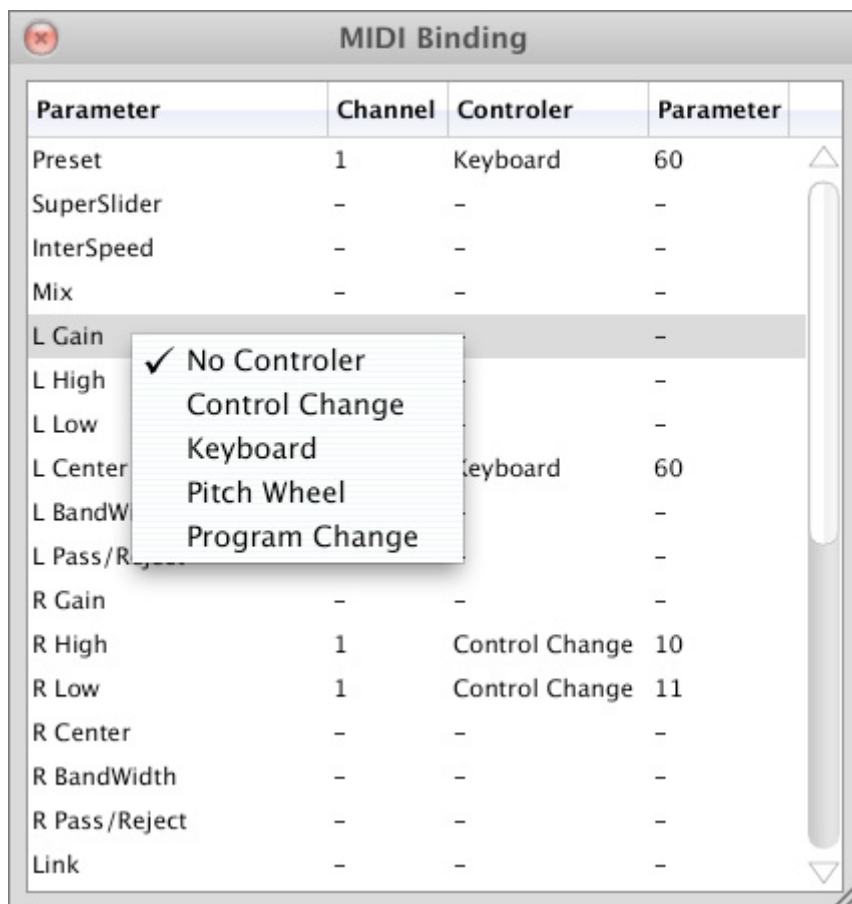 MIDI Binding
Parameter Channel Controler Parameter
Preset 1 Keyboard 60
SuperSlider – – –
InterSpeed – – –
Mix – – –
L Gain – –
✓ No Controler
Control Change
Keyboard
Pitch Wheel
Program Change
L High – –
L Low – –
L Center Keyboard 60
L BandW – –
L Pass/Reject – –
R Gain – – –
R High 1 Control Change 10
R Low 1 Control Change 11
R Center – – –
R BandWidth – – –
R Pass/Reject – – –
Link – – –